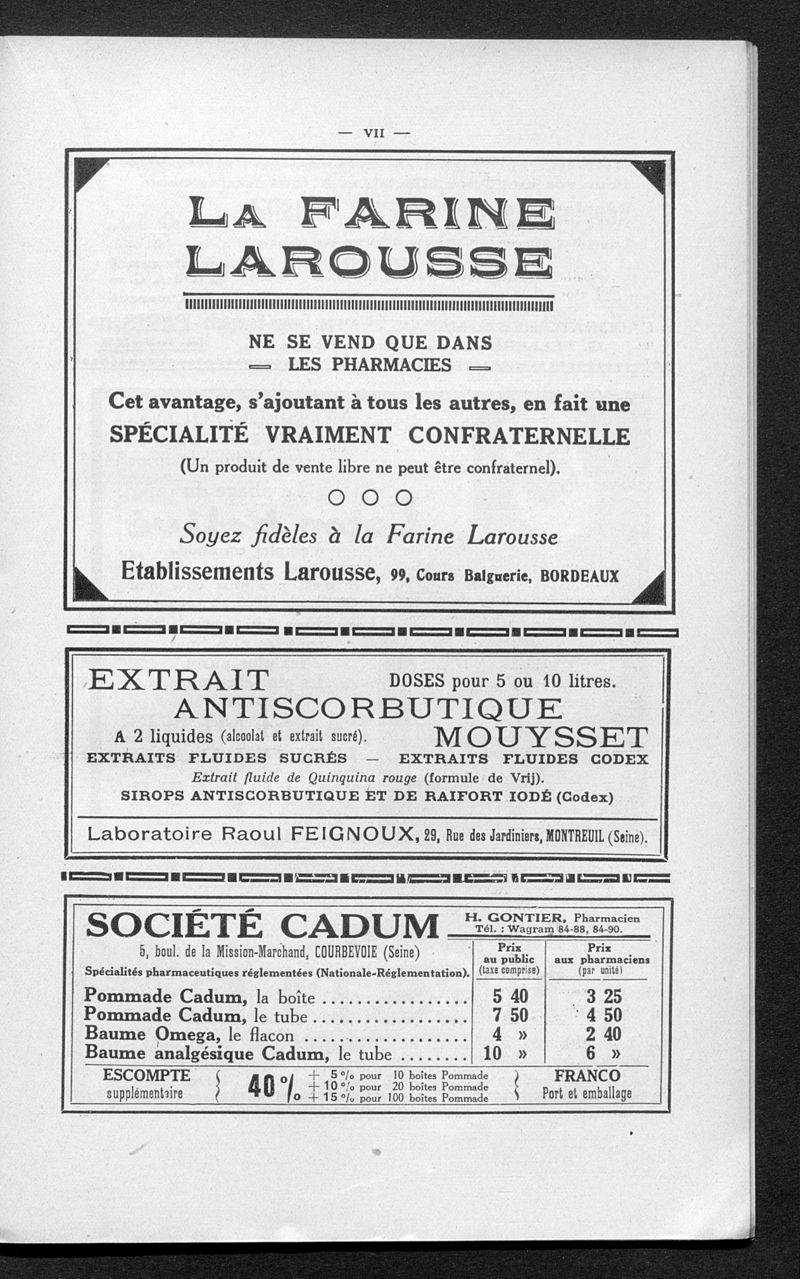 — VII —
LA FARINE
LAROUSSE
NE SE VEND QUE DANS
LES PHARMACIES
Cet avantage, s'ajoutant à tous les autres, en fait une
SPÉCIALITÉ VRAIMENT CONFRATERNELLE
(Un produit de vente libre ne peut être confraternel).
O O O
Soyez fidèles à la Farine Larousse
Etablissements Larousse, 99, Cours Balguerie, BORDEAUX
EXTRAIT DOSES pour 5 ou 10 litres.
ANTISCORBUTIQUE
A 2 liquides (alcoolat et extrait sucré). MOUYSSET
EXTRAITS FLUIDES SUCRÉS — EXTRAITS FLUIDES CODEX
Extrait fluide de Quinquina rouge (formule de Vrij).
SIROPS ANTISCORBUTIQUE ET DE RAIFORT IODÉ (Codex)
Laboratoire Raoul FEIGNOUX, 29, Rue des Jardiniers, MONTREUIL (Seine).
SOCIÉTÉ CADUM
H. GONTIER, Pharmacien
Tél. : Wagram 84-88, 84-90.
5, boul. de la Mission-Marchand, COURBEVOIE (Seine)
Spécialités pharmaceutiques réglementées (Nationale-Réglementation).
Prix
au public
(taxe comprise)
Prix
aux pharmaciens
(par unité)
Pommade Cadum, la boîte ................. 5 40 3 25
Pommade Cadum, le tube .................. 7 50 4 50
Baume Omega, le flacon ................... 4 » 2 40
Baume analgésique Cadum, le tube ........ 10 » 6 »
ESCOMPTE
supplémentaire
40 %
+ 5 % pour 10 boîtes Pommade
+ 10 % pour 20 boîtes Pommade
+ 15 % pour 100 boîtes Pommade
FRANCO
Port et emballage